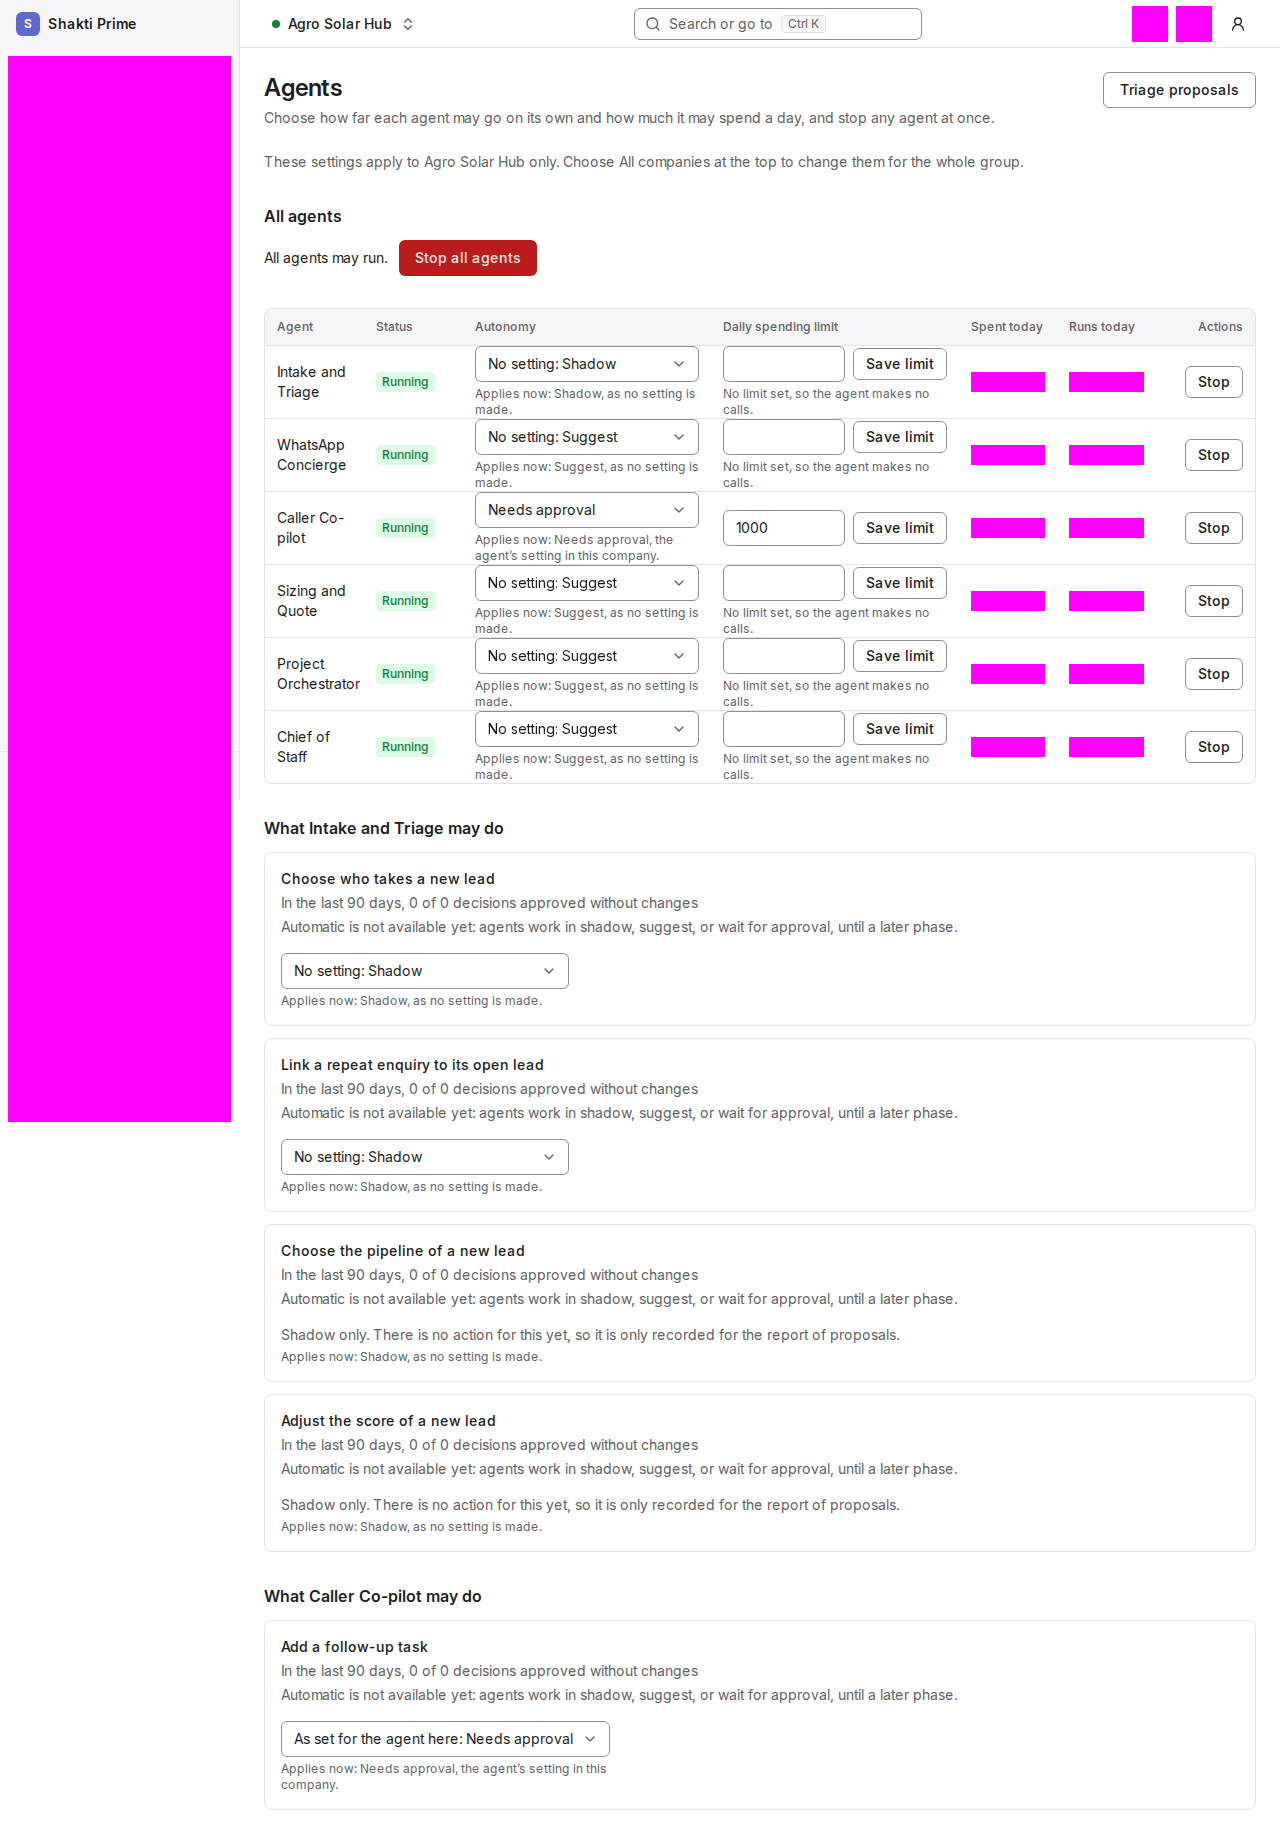 S Shakti Prime
Agro Solar Hub
Search or go to Ctrl K
Agents
Triage proposals
Choose how far each agent may go on its own and how much it may spend a day, and stop any agent at once.
These settings apply to Agro Solar Hub only. Choose All companies at the top to change them for the whole group.
All agents
All agents may run. Stop all agents
Agent Status Autonomy Daily spending limit Spent today Runs today Actions
Intake and Triage
Running
No setting: Shadow
Applies now: Shadow, as no setting is
made.
Save limit
No limit set, so the agent makes no
calls.
Stop
WhatsApp
Concierge
Running
No setting: Suggest
Applies now: Suggest, as no setting is
made.
Save limit
No limit set, so the agent makes no
calls.
Stop
Caller Co-
pilot
Running
Needs approval
Applies now: Needs approval, the
agent's setting in this company.
1000
Save limit
Stop
Sizing and
Quote
Running
No setting: Suggest
Applies now: Suggest, as no setting is
made.
Save limit
No limit set, so the agent makes no
calls.
Stop
Project
Orchestrator
Running
No setting: Suggest
Applies now: Suggest, as no setting is
made.
Save limit
No limit set, so the agent makes no
calls.
Stop
Chief of
Staff
Running
No setting: Suggest
Applies now: Suggest, as no setting is
made.
Save limit
No limit set, so the agent makes no
calls.
Stop
What Intake and Triage may do
Choose who takes a new lead
In the last 90 days, 0 of 0 decisions approved without changes
Automatic is not available yet: agents work in shadow, suggest, or wait for approval, until a later phase.
No setting: Shadow
Applies now: Shadow, as no setting is made.
Link a repeat enquiry to its open lead
In the last 90 days, 0 of 0 decisions approved without changes
Automatic is not available yet: agents work in shadow, suggest, or wait for approval, until a later phase.
No setting: Shadow
Applies now: Shadow, as no setting is made.
Choose the pipeline of a new lead
In the last 90 days, 0 of 0 decisions approved without changes
Automatic is not available yet: agents work in shadow, suggest, or wait for approval, until a later phase.
Shadow only. There is no action for this yet, so it is only recorded for the report of proposals.
Applies now: Shadow, as no setting is made.
Adjust the score of a new lead
In the last 90 days, 0 of 0 decisions approved without changes
Automatic is not available yet: agents work in shadow, suggest, or wait for approval, until a later phase.
Shadow only. There is no action for this yet, so it is only recorded for the report of proposals.
Applies now: Shadow, as no setting is made.
What Caller Co-pilot may do
Add a follow-up task
In the last 90 days, 0 of 0 decisions approved without changes
Automatic is not available yet: agents work in shadow, suggest, or wait for approval, until a later phase.
As set for the agent here: Needs approval
Applies now: Needs approval, the agent's setting in this
company.